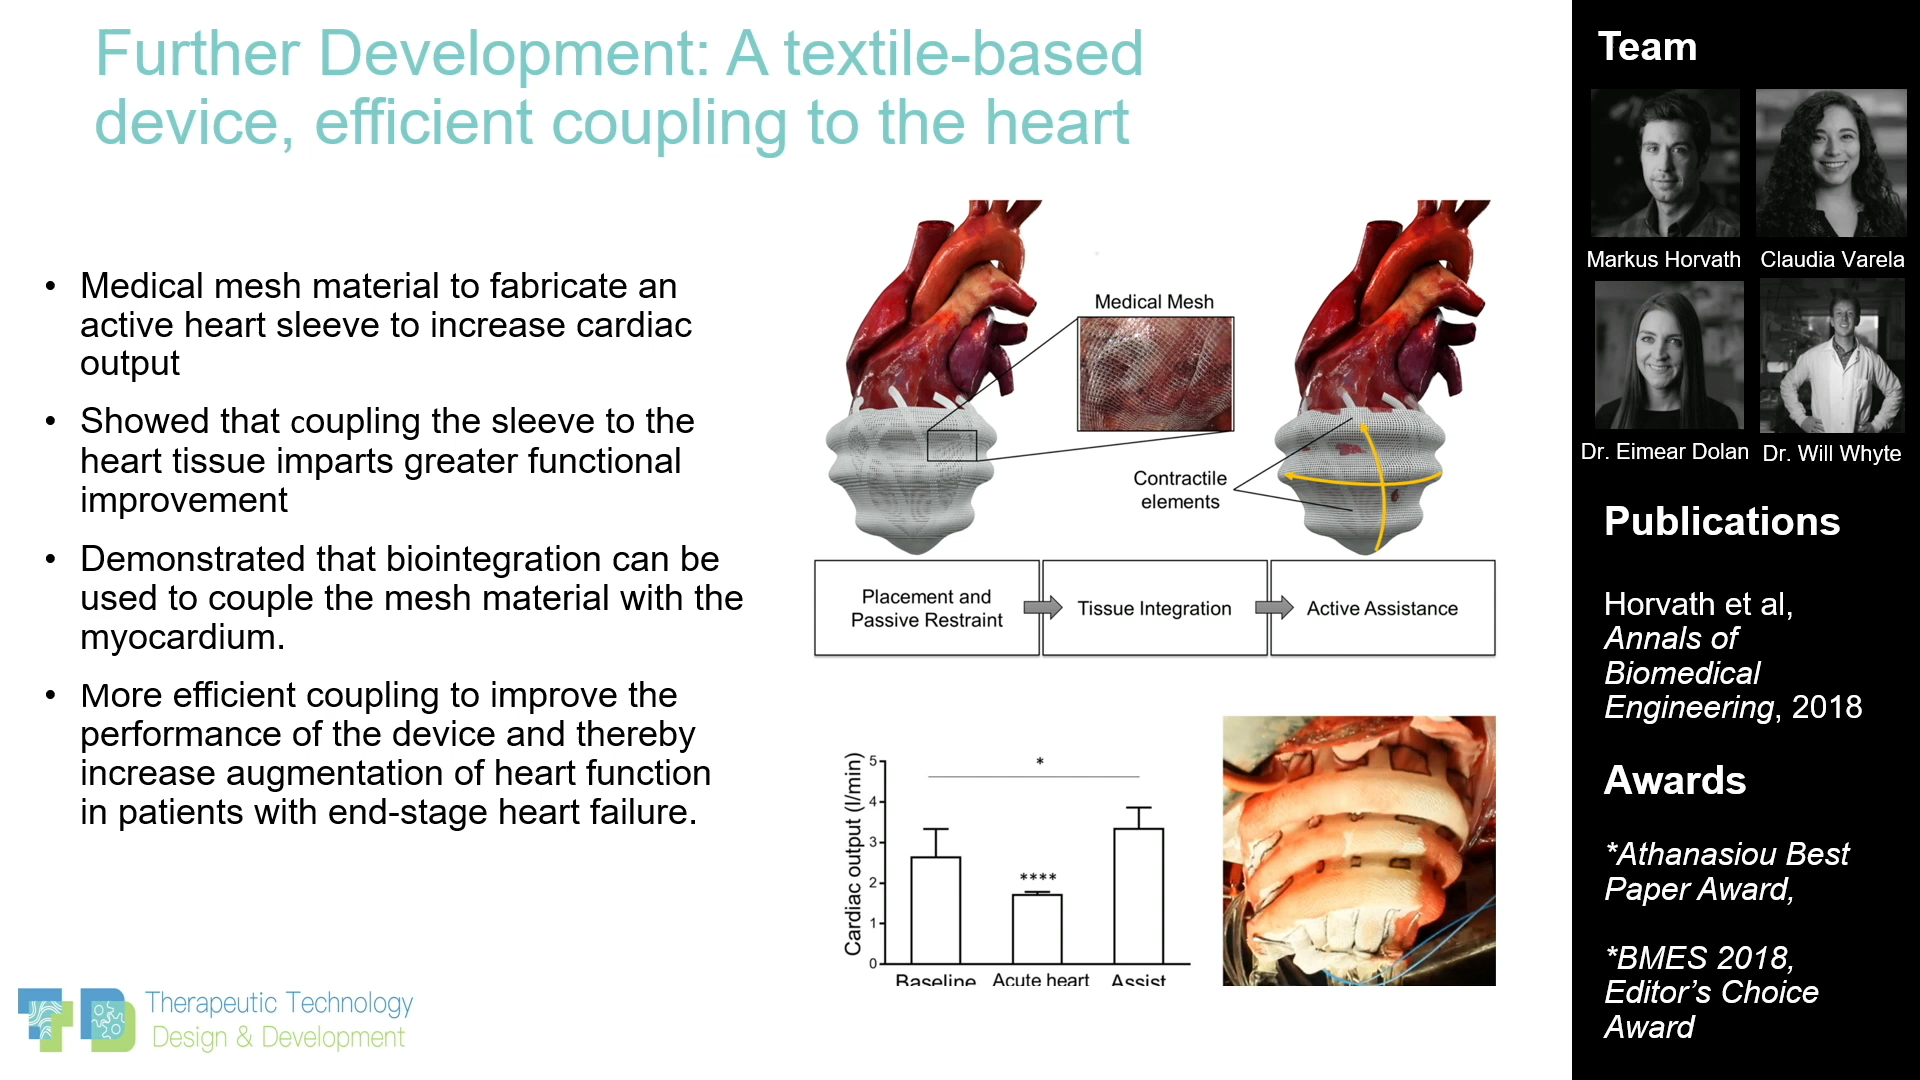 Further Development: A textile-based
device, efficient coupling to the heart
• Medical mesh material to fabricate an
active heart sleeve to increase cardiac
output
• Showed that coupling the sleeve to the
heart tissue imparts greater functional
improvement
• Demonstrated that biointegration can be
used to couple the mesh material with the
myocardium.
• More efficient coupling to improve the
performance of the device and thereby
increase augmentation of heart function
in patients with end-stage heart failure.
Medical Mesh
Contractile
elements
Placement and
Passive Restraint
Tissue Integration
Active Assistance
Cardiac output (l/min)
5
4
3
2
1
0
*
****
Baseline
Acute heart
Assist
TTDD
Therapeutic Technology
Design & Development
Team
Markus Horvath
Claudia Varela
Dr. Eimear Dolan
Dr. Will Whyte
Publications
Horvath et al,
Annals of
Biomedical
Engineering, 2018
Awards
*Athanasiou Best
Paper Award,
*BMES 2018,
Editor’s Choice
Award